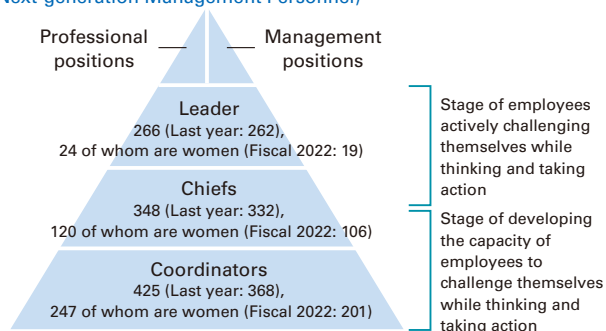 Next-generation Management Personnel)
Professional
positions
Management
positions
Leader
266 (Last year: 262),
24 of whom are women (Fiscal 2022: 19)
Chiefs
348 (Last year: 332),
120 of whom are women (Fiscal 2022: 106)
Coordinators
425 (Last year: 368),
247 of whom are women (Fiscal 2022: 201)
Stage of employees
actively challenging
themselves while
thinking and taking
action
Stage of developing
the capacity of
employees to
challenge themselves
while thinking and
taking action